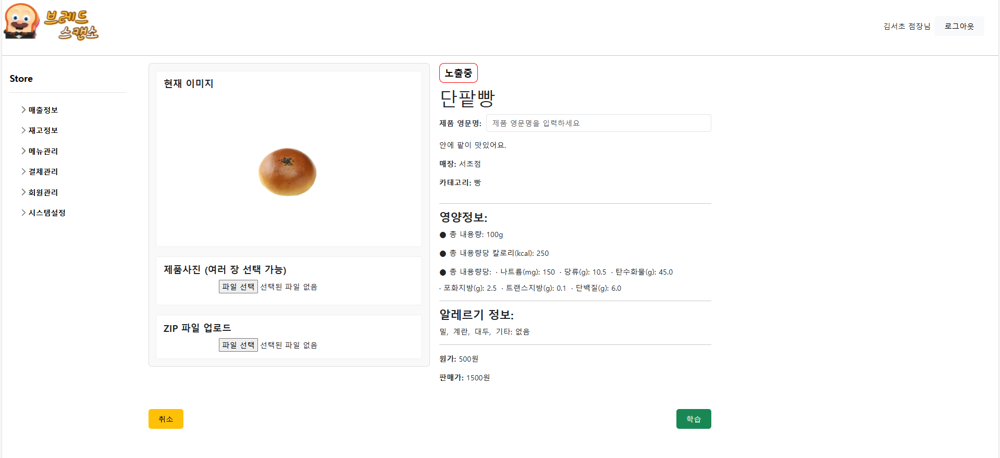 브레드
스캔소
김서초 점장님 로그아웃
Store
매출정보
재고정보
메뉴관리
결제관리
회원관리
시스템설정
현재 이미지
제품사진 (여러 장 선택 가능)
파일 선택 선택된 파일 없음
ZIP 파일 업로드
파일 선택 선택된 파일 없음
노출중
단팥빵
제품 영문명: 제품 영문명을 입력하세요
안에 팥이 맛있어요.
매장: 서초점
카테고리: 빵
영양정보:
● 총 내용량: 100g
● 총 내용량당 칼로리(kcal): 250
● 총 내용량당: · 나트륨(mg): 150 · 당류(g): 10.5 · 탄수화물(g): 45.0
· 포화지방(g): 2.5 · 트랜스지방(g): 0.1 · 단백질(g): 6.0
알레르기 정보:
밀, 계란, 대두, 기타: 없음
원가: 500원
판매가: 1500원
취소 학습